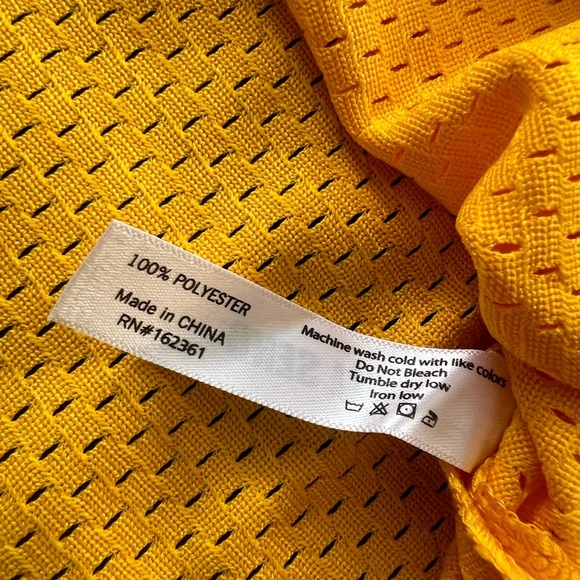 100% POLYESTER
Made in CHINA
RN#162361
Machine wash cold with like colors
Do Not Bleach
Tumble dry low
Iron low